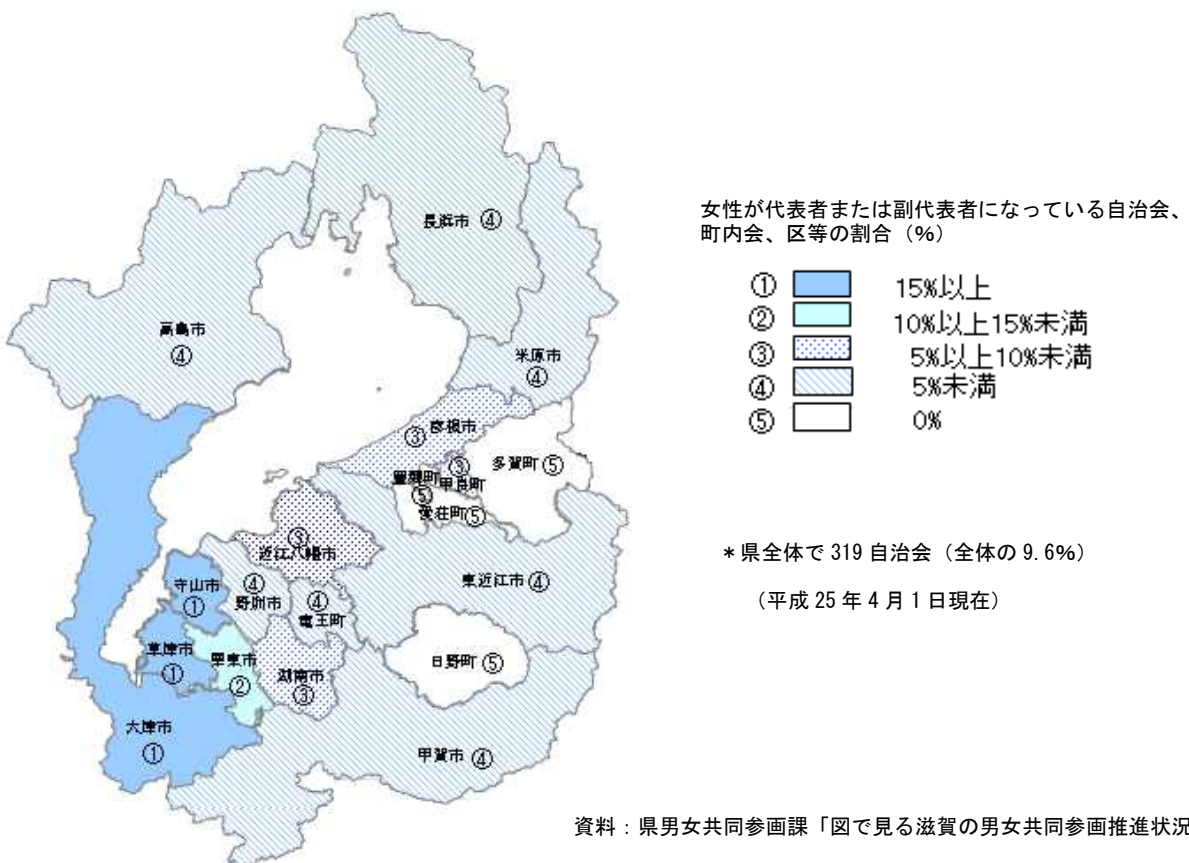 女性が代表者または副代表者になっている自治会、
町内会、区等の割合（%）
① 15%以上
② 10%以上15%未満
③ 5%以上10%未満
④ 5%未満
⑤ 0%
＊県全体で319自治会（全体の9.6%）
（平成25年4月1日現在）
長浜市 ④
高島市
④
米原市
④
彦根市
③
③
甲良町
多賀町 ⑤
豊郷町
⑤
愛荘町 ⑤
③
近江八幡市
東近江市 ④
守山市
①
④
野洲市
④
竜王町
草津市
①
栗東市
②
湖南市
③
日野町 ⑤
大津市
①
甲賀市 ④
資料：県男女共同参画課「図で見る滋賀の男女共同参画推進状況